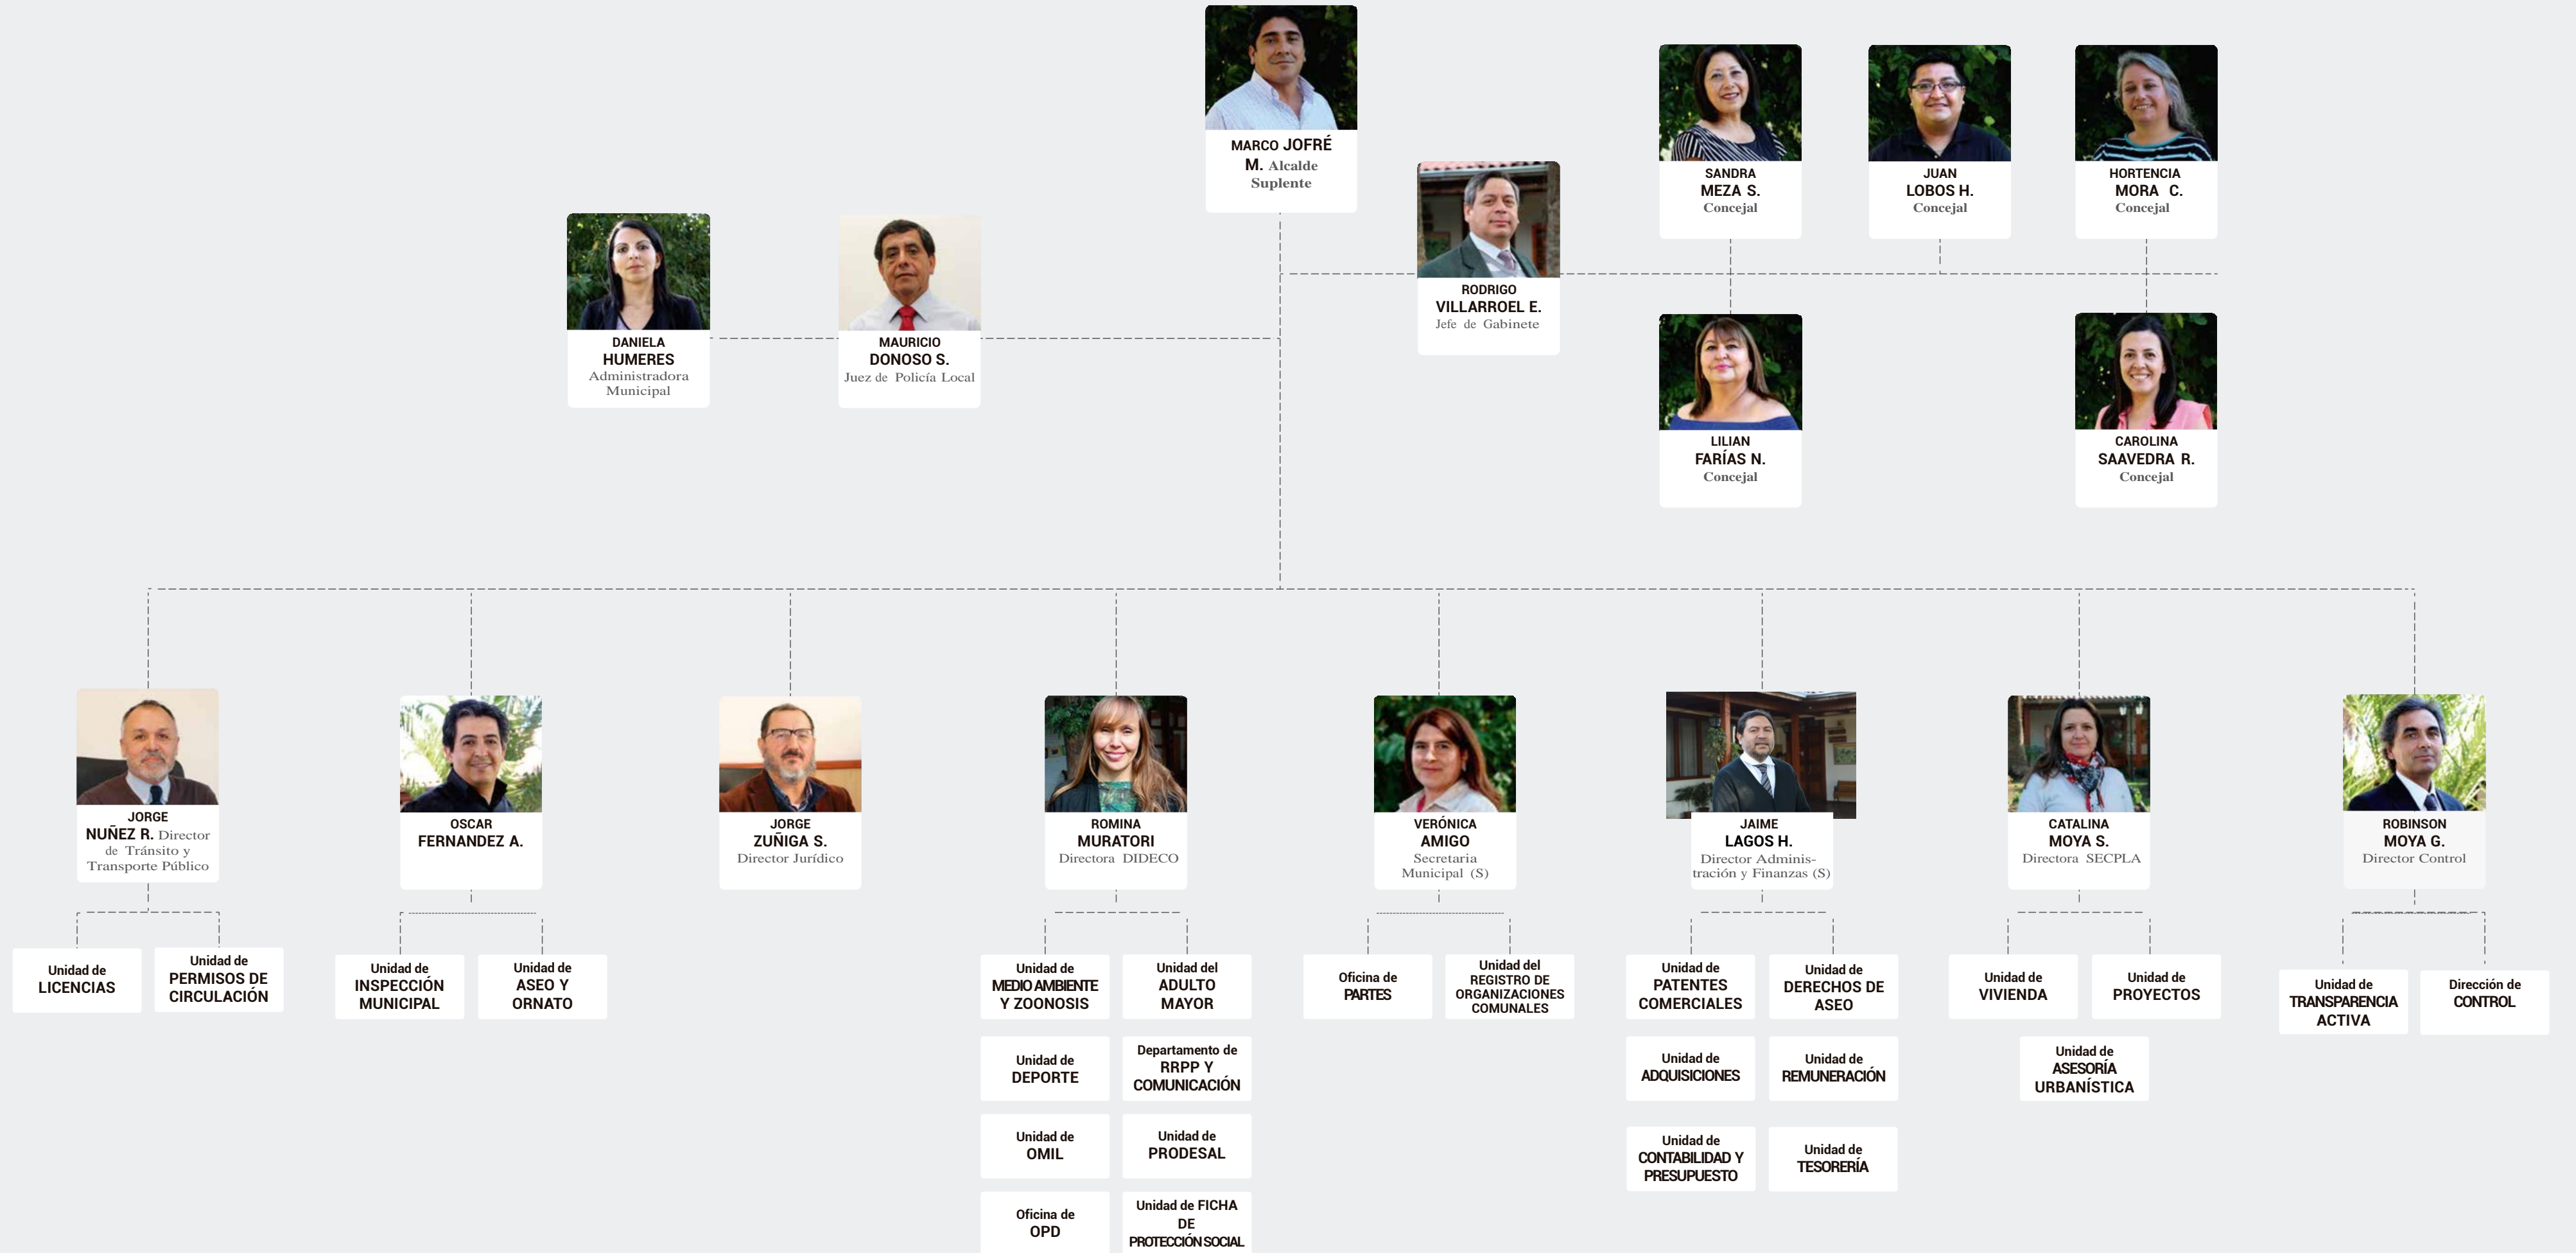 MARCO JOFRÉ
M. Alcalde
Suplente
SANDRA
MEZA S.
Concejal
JUAN
LOBOS H.
Concejal
HORTENCIA
MORA C.
Concejal
RODRIGO
VILLARROEL E.
Jefe de Gabinete
DANIELA
HUMERES
Administradora
Municipal
MAURICIO
DONOSO S.
Juez de Policía Local
LILIAN
FARÍAS N.
Concejal
CAROLINA
SAAVEDRA R.
Concejal
JORGE
NUÑEZ R. Director
de Tránsito y
Transporte Público
OSCAR
FERNANDEZ A.
JORGE
ZUÑIGA S.
Director Jurídico
ROMINA
MURATORI
Directora DIDECO
VERÓNICA
AMIGO
Secretaria
Municipal (S)
JAIME
LAGOS H.
Director Adminis-
tración y Finanzas (S)
CATALINA
MOYA S.
Directora SECPLA
ROBINSON
MOYA G.
Director Control
Unidad de
LICENCIAS
Unidad de
PERMISOS DE
CIRCULACIÓN
Unidad de
INSPECCIÓN
MUNICIPAL
Unidad de
ASEO Y
ORNATO
Unidad de
MEDIO AMBIENTE
Y ZOONOSIS
Unidad del
ADULTO
MAYOR
Oficina de
PARTES
Unidad del
REGISTRO DE
ORGANIZACIONES
COMUNALES
Unidad de
PATENTES
COMERCIALES
Unidad de
DERECHOS DE
ASEO
Unidad de
VIVIENDA
Unidad de
PROYECTOS
Unidad de
TRANSPARENCIA
ACTIVA
Dirección de
CONTROL
Unidad de
DEPORTE
Departamento de
RRPP Y
COMUNICACIÓN
Unidad de
ADQUISICIONES
Unidad de
REMUNERACIÓN
Unidad de
ASESORÍA
URBANÍSTICA
Unidad de
OMIL
Unidad de
PRODESAL
Unidad de
CONTABILIDAD Y
PRESUPUESTO
Unidad de
TESORERÍA
Oficina de
OPD
Unidad de FICHA
DE
PROTECCIÓN SOCIAL